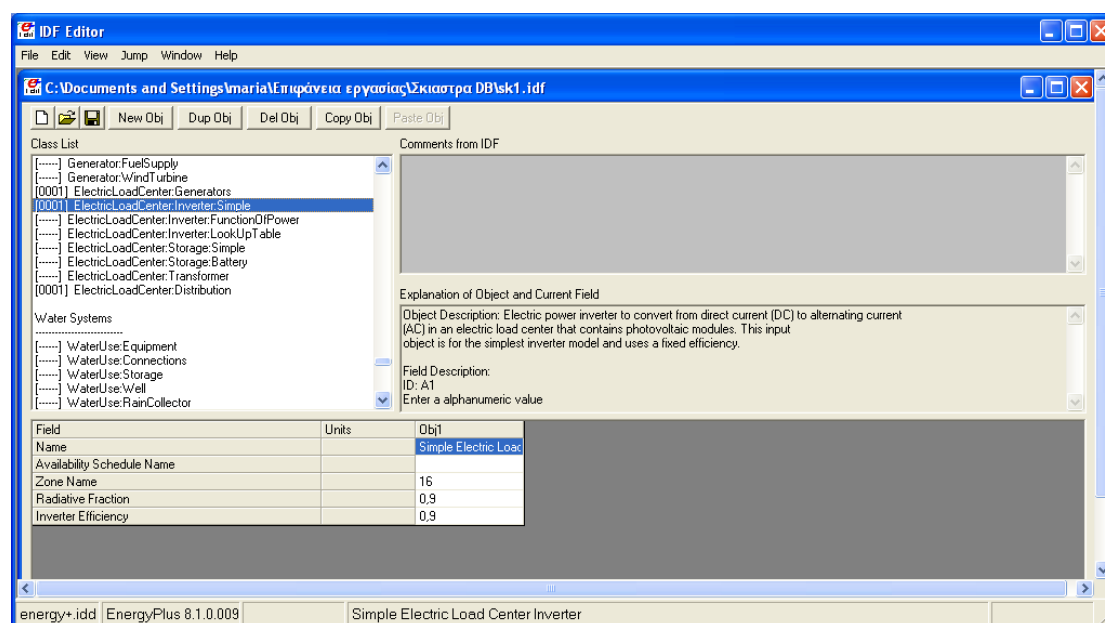 IDF Editor
File Edit View Jump Window Help
C:\Documents and Settings\maria\Επιφάνεια εργασίας\Σκιαστρα DB\sk1.idf
New Obj Dup Obj Del Obj Copy Obj Paste Obj
Class List
[------] Generator:FuelSupply
[------] Generator:WindTurbine
[0001] ElectricLoadCenter:Generators
[0001] ElectricLoadCenter:Inverter:Simple
[------] ElectricLoadCenter:Inverter:FunctionOfPower
[------] ElectricLoadCenter:Inverter:LookUpTable
[------] ElectricLoadCenter:Storage:Simple
[------] ElectricLoadCenter:Storage:Battery
[------] ElectricLoadCenter:Transformer
[0001] ElectricLoadCenter:Distribution
Water Systems
-------------------------
[------] WaterUse:Equipment
[------] WaterUse:Connections
[------] WaterUse:Storage
[------] WaterUse:Well
[------] WaterUse:RainCollector
Comments from IDF
Explanation of Object and Current Field
Object Description: Electric power inverter to convert from direct current (DC) to alternating current
(AC) in an electric load center that contains photovoltaic modules. This input
object is for the simplest inverter model and uses a fixed efficiency.
Field Description:
ID: A1
Enter a alphanumeric value
Field Units Obj1
Name Simple Electric Load
Availability Schedule Name
Zone Name 16
Radiative Fraction 0,9
Inverter Efficiency 0,9
energy+.idd EnergyPlus 8.1.0.009 Simple Electric Load Center Inverter